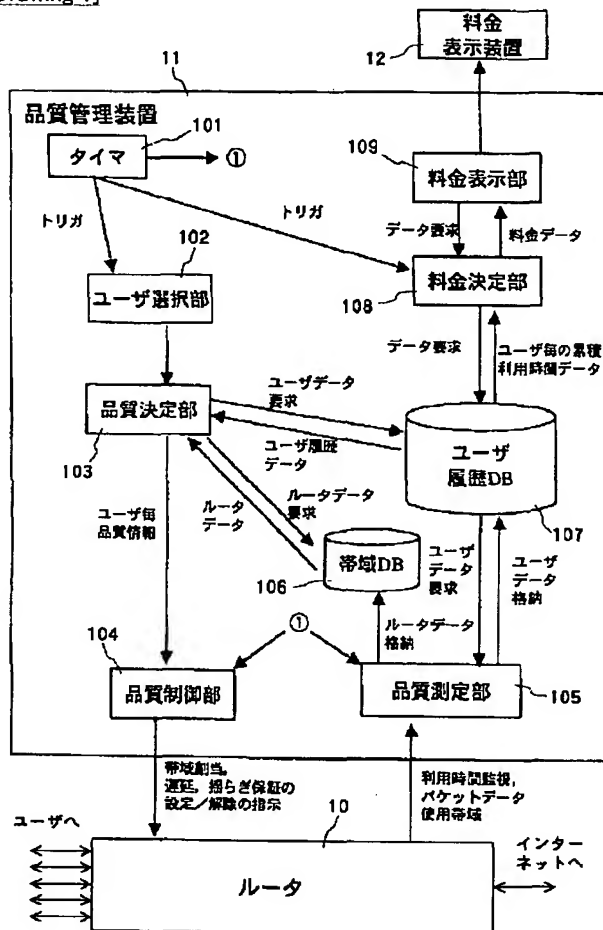 料金
表示装置
12
11
品質管理装置
101
タイマ
①
109
料金表示部
トリガ
トリガ
データ要求
料金データ
102
ユーザ選択部
料金決定部
108
データ要求
ユーザ毎の累積
利用時間データ
品質決定部
103
ユーザデータ
要求
ユーザ履歴
データ
ユーザ
履歴DB
107
ルータ
データ
ルータデータ
要求
ユーザ毎
品質情報
帯域DB
106
ユーザ
データ
要求
ユーザ
データ
格納
①
ルータデータ
格納
104
品質制御部
品質測定部
105
帯域割当,
遅延,揺らぎ保証の
設定/解除の指示
利用時間監視,
パケットデータ
使用帯域
ユーザへ
10
ルータ
インター
ネットへ